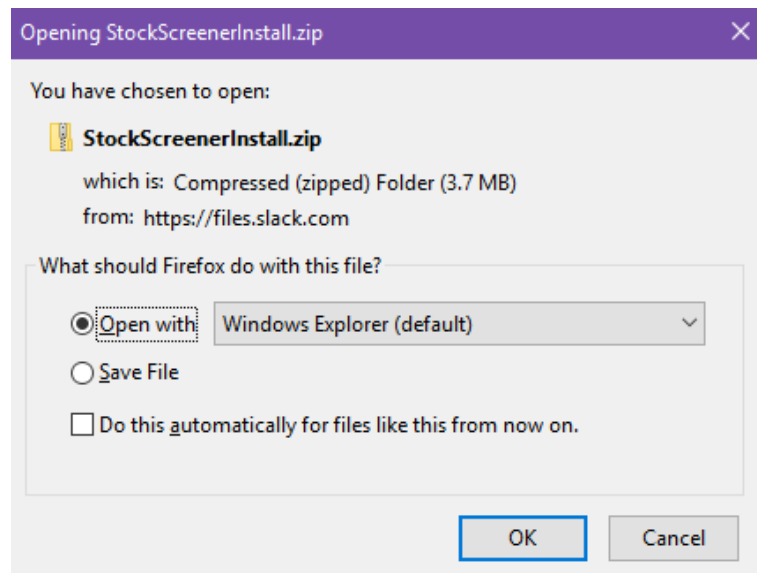 Opening StockScreenerInstall.zip
You have chosen to open:
StockScreenerInstall.zip
which is: Compressed (zipped) Folder (3.7 MB)
from: https://files.slack.com
What should Firefox do with this file?
Open with Windows Explorer (default)
Save File
Do this automatically for files like this from now on.
OK Cancel